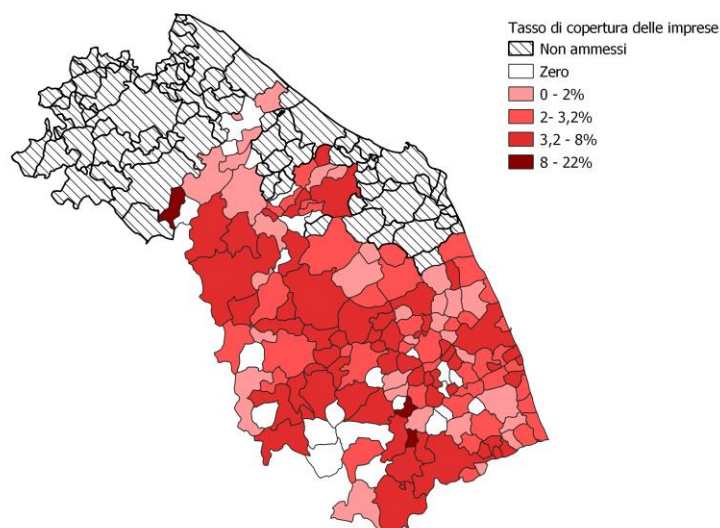 Tasso di copertura delle imprese
Non ammessi
Zero
0 - 2%
2- 3,2%
3,2 - 8%
8 - 22%